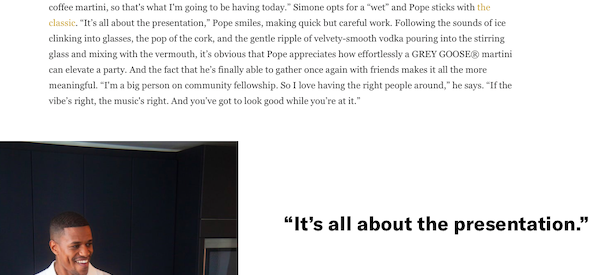 coffee martini, so that's what I'm going to be having today.” Simone opts for a “wet” and Pope sticks with the
classic. “It's all about the presentation,” Pope smiles, making quick but careful work. Following the sounds of ice
clinking into glasses, the pop of the cork, and the gentle ripple of velvety-smooth vodka pouring into the stirring
glass and mixing with the vermouth, it's obvious that Pope appreciates how effortlessly a GREY GOOSE® martini
can elevate a party. And the fact that he's finally able to gather once again with friends makes it all the more
meaningful. “I'm a big person on community fellowship. So I love having the right people around,” he says. “If the
vibe's right, the music's right. And you've got to look good while you're at it.”
“It's all about the presentation.”